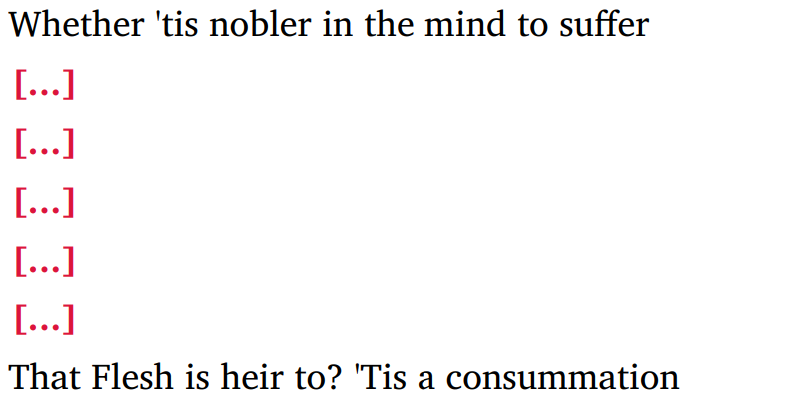 Whether 'tis nobler in the mind to suffer
[...]
[...]
[...]
[...]
[...]
That Flesh is heir to? 'Tis a consummation